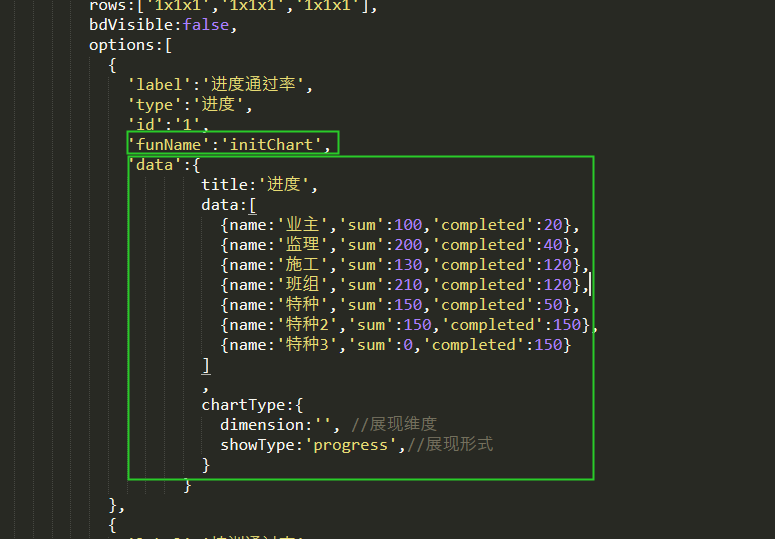 rows:['1x1x1','1x1x1','1x1x1'],
bdVisible:false,
options:[
{
'label':'进度通过率',
'type':'进度',
'id':'1',
'funName':'initChart',
'data':{
title:'进度',
data:[
{name:'业主','sum':100,'completed':20},
{name:'监理','sum':200,'completed':40},
{name:'施工','sum':130,'completed':120},
{name:'班组','sum':210,'completed':120},
{name:'特种','sum':150,'completed':50},
{name:'特种2','sum':150,'completed':150},
{name:'特种3','sum':0,'completed':150}
]
,
chartType:{
dimension:'', //展现维度
showType:'progress',//展现形式
}
}
},
{